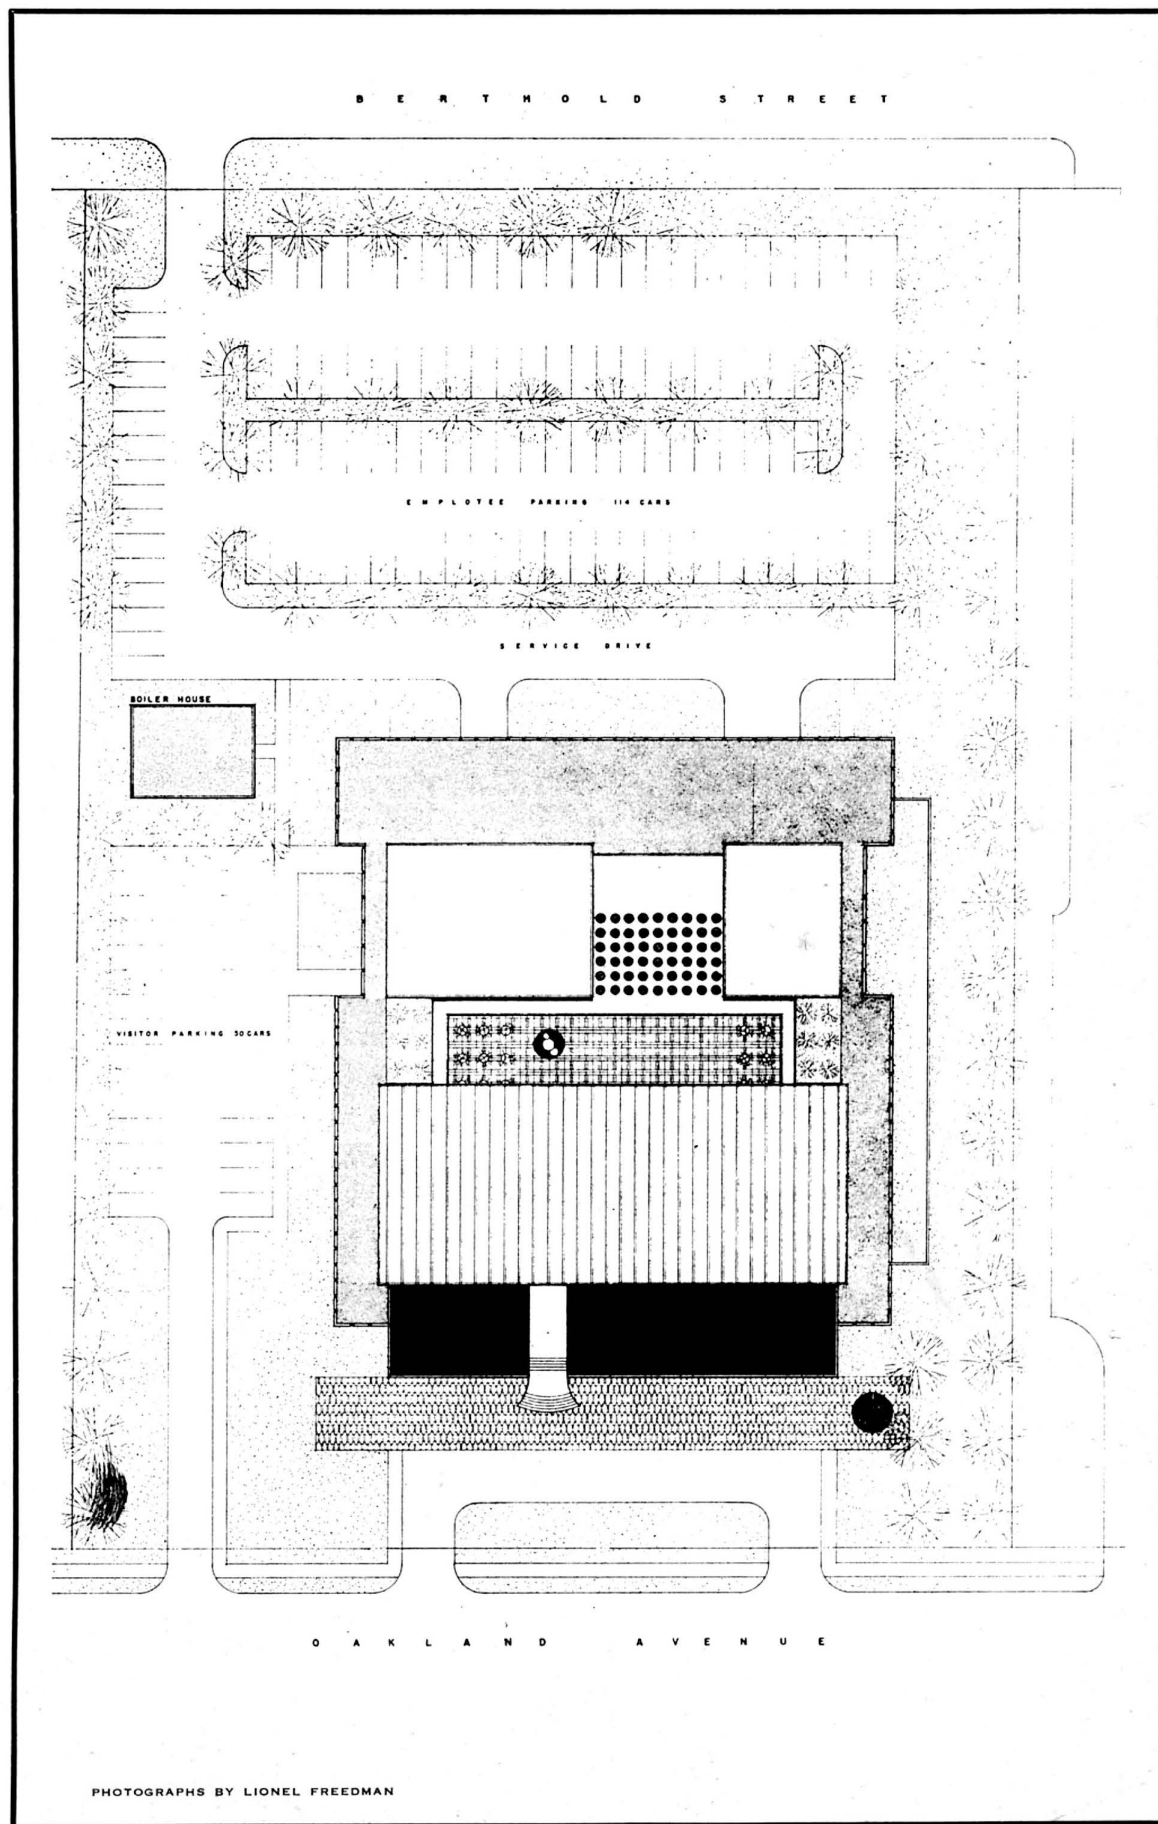 BERTHOLD STREET
EMPLOYEE PARKING 114 CARS
SERVICE DRIVE
BOILER HOUSE
VISITOR PARKING 30 CARS
OAKLAND AVENUE
PHOTOGRAPHS BY LIONEL FREEDMAN